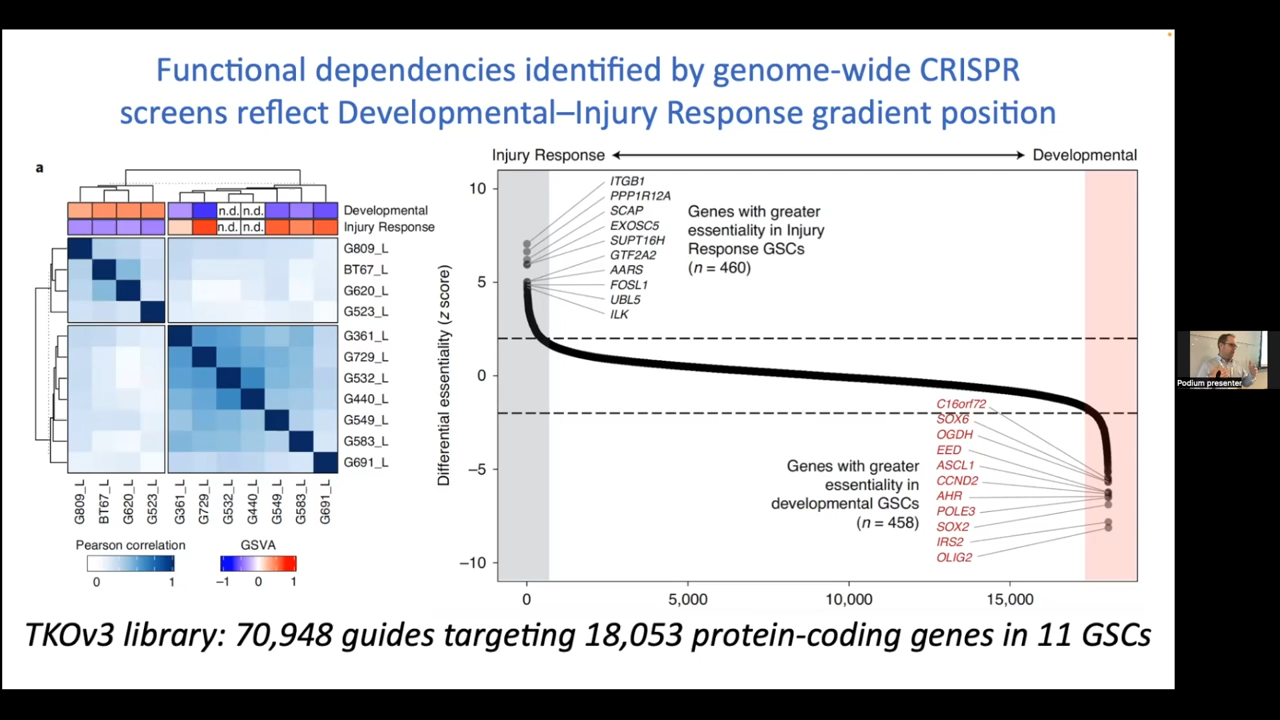 Functional dependencies identified by genome-wide CRISPR
screens reflect Developmental–Injury Response gradient position
a
n.d. n.d. Developmental
n.d. n.d. Injury Response
G809_L
BT67_L
G620_L
G523_L
G361_L
G729_L
G532_L
G440_L
G549_L
G583_L
G691_L
G809_L
BT67_L
G620_L
G523_L
G361_L
G729_L
G532_L
G440_L
G549_L
G583_L
G691_L
Pearson correlation
0 1
GSVA
–1 0 1
Injury Response Developmental
Differential essentiality (z score)
10
5
0
–5
–10
ITGB1
PPP1R12A
SCAP
EXOSC5
SUPT16H
GTF2A2
AARS
FOSL1
UBL5
ILK
Genes with greater
essentiality in Injury
Response GSCs
(n = 460)
Genes with greater
essentiality in
developmental GSCs
(n = 458)
C16orf72
SOX6
OGDH
EED
ASCL1
CCND2
AHR
POLE3
SOX2
IRS2
OLIG2
0 5,000 10,000 15,000
TKOv3 library: 70,948 guides targeting 18,053 protein-coding genes in 11 GSCs
Podium presenter